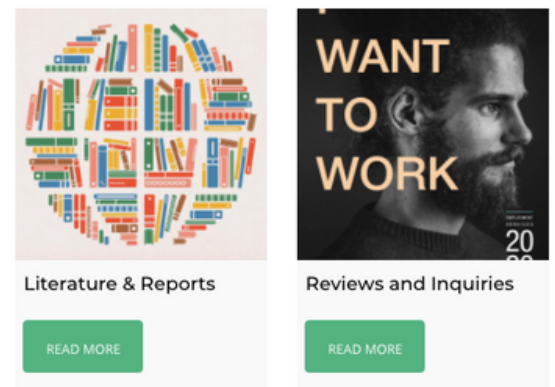 WANT
TO
WORK
20
Literature & Reports
Reviews and Inquiries
READ MORE
READ MORE